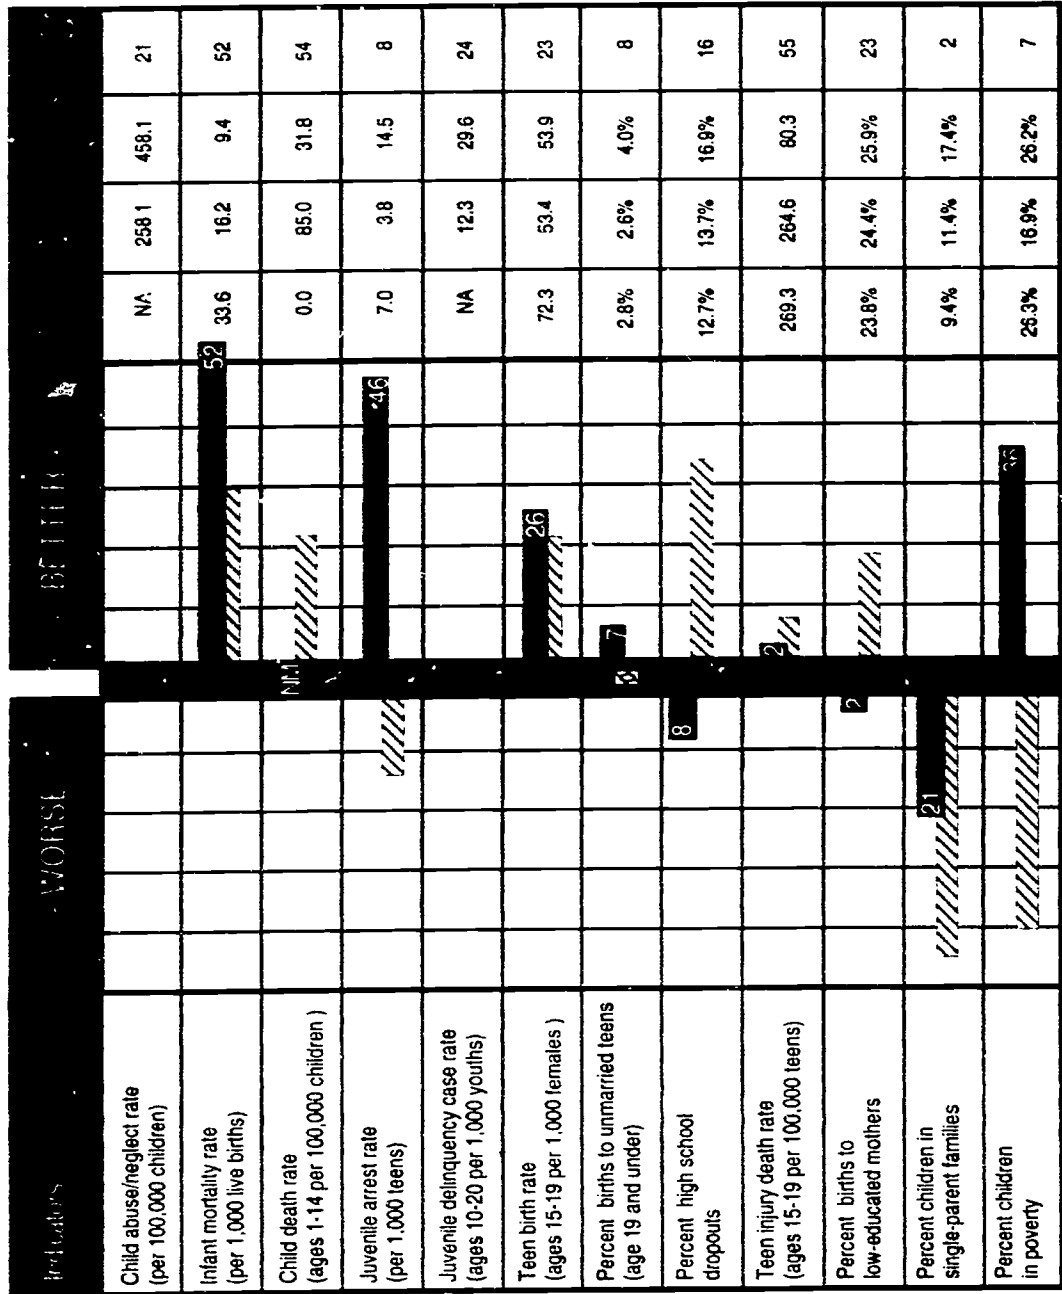 Indicators
- WORSE
- BETTER
Child abuse/neglect rate
(per 100,000 children)
NA
258 1
458.1
21
Infant mortality rate
(per 1,000 live births)
52
33.6
16.2
9.4
52
Child death rate
(ages 1-14 per 100,000 children )
NM
0.0
85.0
31.8
54
Juvenile arrest rate
(per 1,000 teens)
46
7.0
3.8
14.5
8
Juvenile delinquency case rate
(ages 10-20 per 1,000 youths)
NA
12.3
29.6
24
Teen birth rate
(ages 15-19 per 1,000 females )
26
72.3
53.4
53.9
23
Percent births to unmarried teens
(age 19 and under)
7
2.8%
2.6%
4.0%
8
Percent high school
dropouts
8
12.7%
13.7%
16.9%
16
Teen injury death rate
(ages 15-19 per 100,000 teens)
2
269.3
264.6
80.3
55
Percent births to
low-educated mothers
2
23.8%
24.4%
25.9%
23
Percent children in
single-parent families
21
9.4%
11.4%
17.4%
2
Percent children
in poverty
36
26.3%
16.9%
26.2%
7